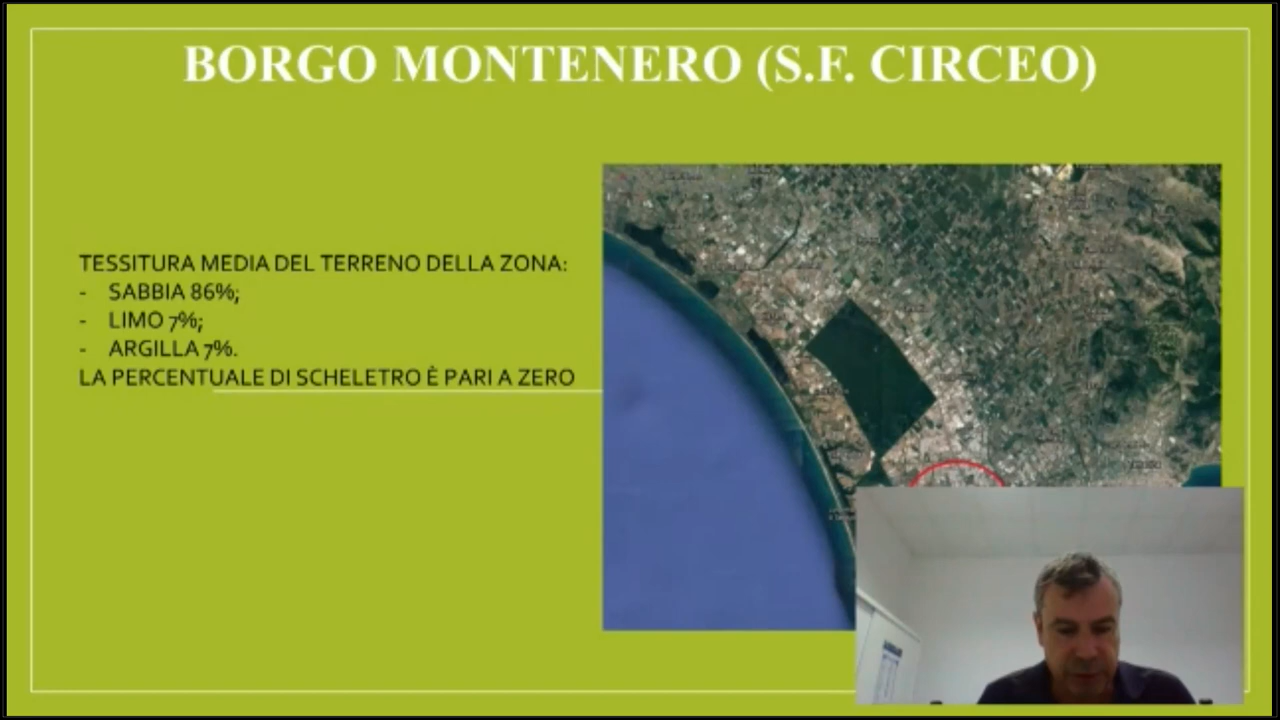 BORGO MONTENERO (S.F. CIRCEO)
TESSITURA MEDIA DEL TERRENO DELLA ZONA:
- SABBIA 86%;
- LIMO 7%;
- ARGILLA 7%.
LA PERCENTUALE DI SCHELETRO È PARI A ZERO